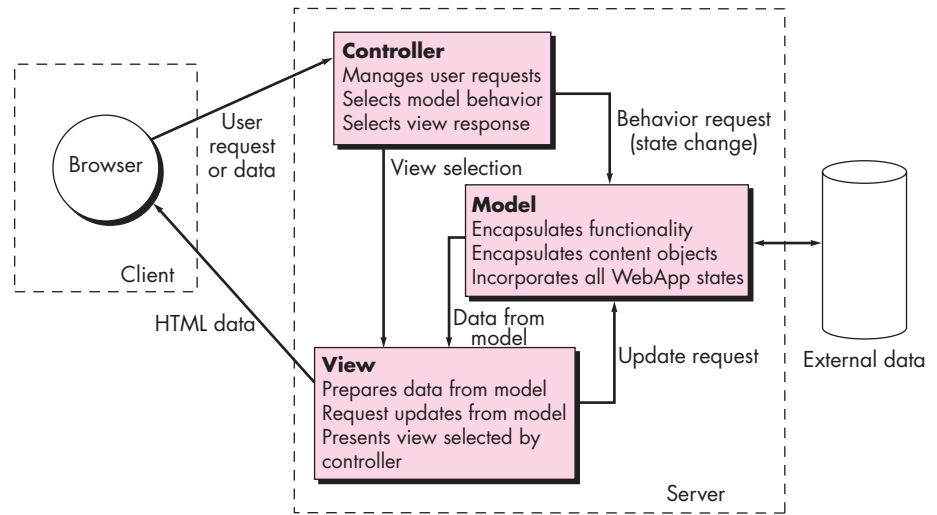 Controller
Manages user requests
Selects model behavior
Selects view response
User
request
or data
Browser
Client
View selection
Behavior request
(state change)
Model
Encapsulates functionality
Encapsulates content objects
Incorporates all WebApp states
HTML data
Data from
model
Update request
External data
View
Prepares data from model
Request updates from model
Presents view selected by
controller
Server